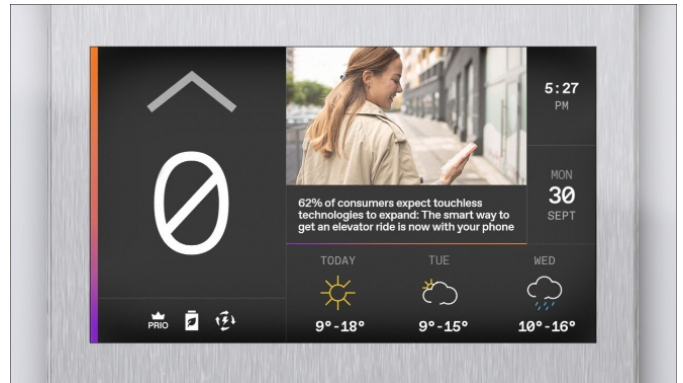 0
PRIO
62% of consumers expect touchless
technologies to expand: The smart way to
get an elevator ride is now with your phone
5:27
PM
MON
30
SEPT
TODAY TUE WED
9°-18° 9°-15° 10°-16°